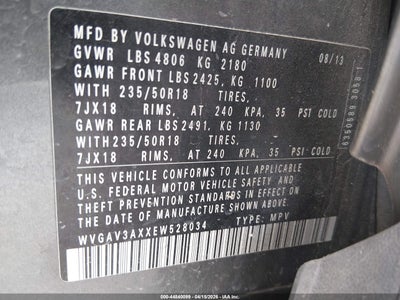 MFD BY VOLKSWAGEN AG GERMANY 08/13
GVWR LBS 4806 KG 2180
GAWR FRONT LBS 2425, KG 1100
WITH 235/50R18 TIRES,
7JX18 RIMS, AT 240 KPA, 35 PSI COLD
GAWR REAR LBS 2491, KG 1130
WITH 235/50R18 TIRES,
7JX18 RIMS, AT 240 KPA, 35 PSI COLD
THIS VEHICLE CONFORMS TO ALL APPLICABLE
U.S. FEDERAL MOTOR VEHICLE SAFETY AND
THEFT PREVENTION STANDARDS IN EFFECT ON
THE DATE OF MANUFACTURE SHOWN ABOVE.
WVGAV3AXXEW528034 TYPE: MPV
000-44840099 - 04/15/2026 - © IAA, LLC